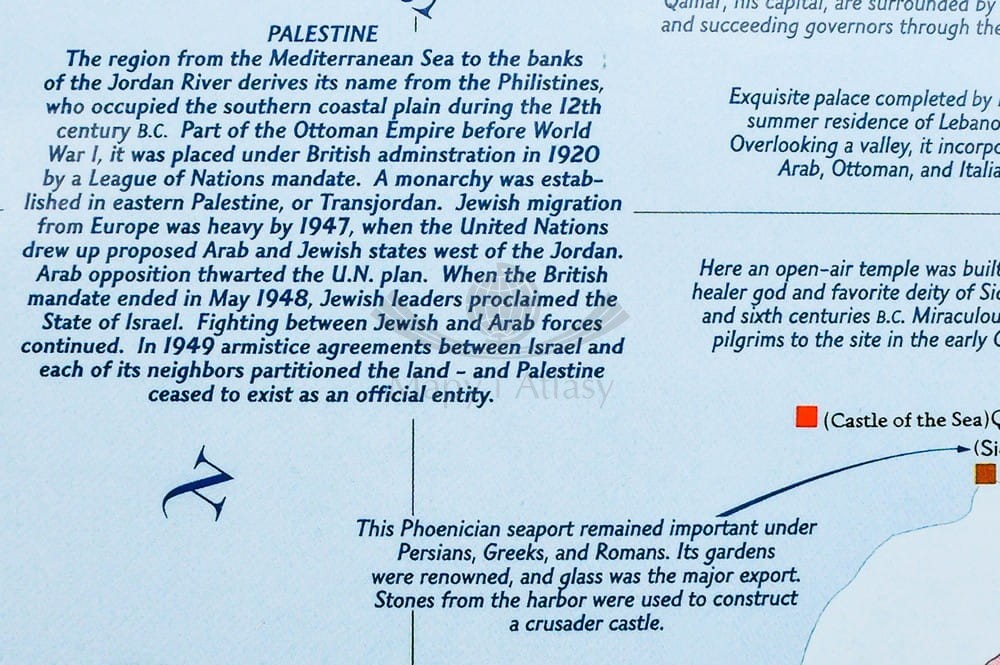 PALESTINE
The region from the Mediterranean Sea to the banks
of the Jordan River derives its name from the Philistines,
who occupied the southern coastal plain during the 12th
century B.C. Part of the Ottoman Empire before World
War I, it was placed under British adminstration in 1920
by a League of Nations mandate. A monarchy was estab-
lished in eastern Palestine, or Transjordan. Jewish migration
from Europe was heavy by 1947, when the United Nations
drew up proposed Arab and Jewish states west of the Jordan.
Arab opposition thwarted the U.N. plan. When the British
mandate ended in May 1948, Jewish leaders proclaimed the
State of Israel. Fighting between Jewish and Arab forces
continued. In 1949 armistice agreements between Israel and
each of its neighbors partitioned the land – and Palestine
ceased to exist as an official entity.
Mapy i Atlasy
Qamar, his capital, are surrounded by
and succeeding governors through the
Exquisite palace completed by
summer residence of Lebano
Overlooking a valley, it incorpo
Arab, Ottoman, and Italia
Here an open-air temple was built
healer god and favorite deity of Sid
and sixth centuries B.C. Miraculou
pilgrims to the site in the early C
(Castle of the Sea)Q
(Si
N
This Phoenician seaport remained important under
Persians, Greeks, and Romans. Its gardens
were renowned, and glass was the major export.
Stones from the harbor were used to construct
a crusader castle.